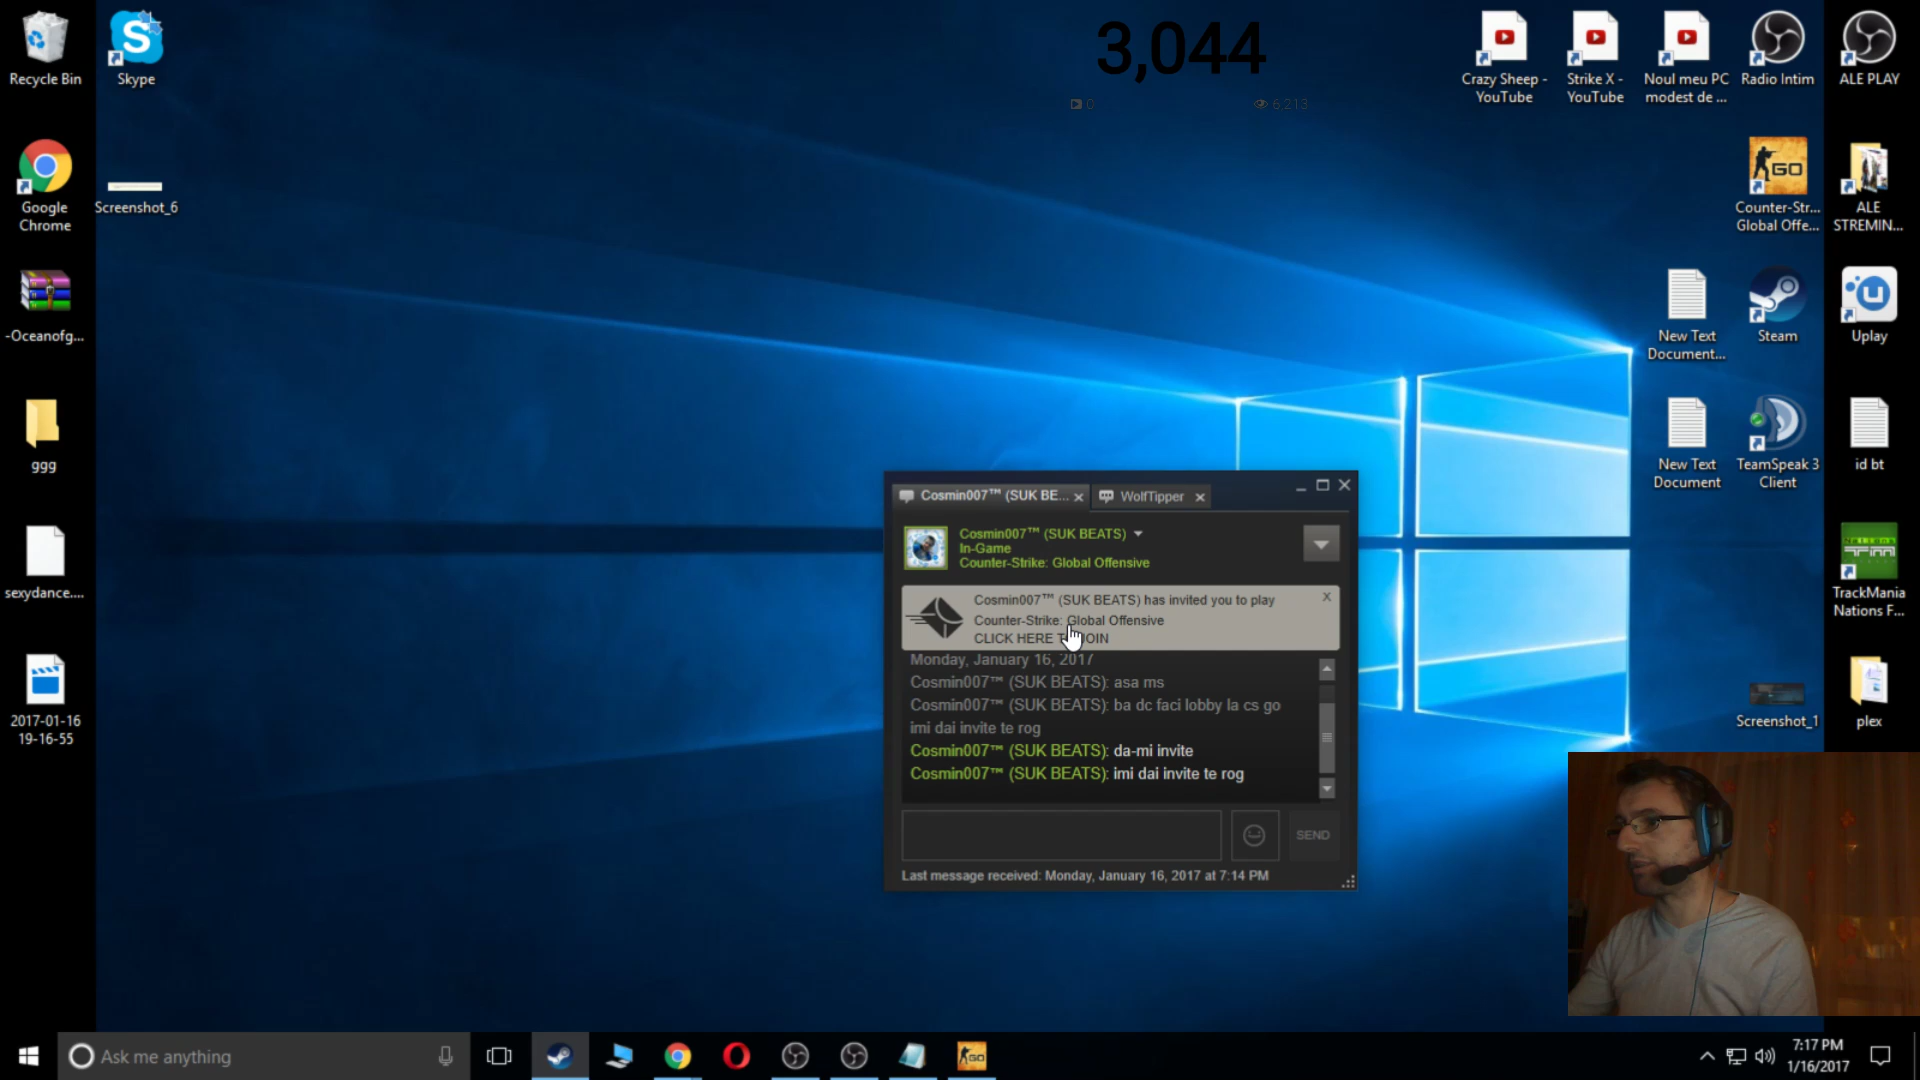 Recycle Bin
Skype
3,044
0
6,213
Crazy Sheep -
YouTube
Strike X -
YouTube
Noul meu PC
modest de ...
Radio Intim
ALE PLAY
Google
Chrome
Screenshot_6
GO
Counter-Str...
Global Offe...
ALE
STREMIN...
-Oceanofg...
New Text
Document...
Steam
Uplay
ggg
New Text
Document
TeamSpeak 3
Client
id bt
sexydance....
TrackMania
Nations F...
2017-01-16
19-16-55
Screenshot_1
plex
Cosmin007™ (SUK BE...
WolfTipper
Cosmin007™ (SUK BEATS)
In-Game
Counter-Strike: Global Offensive
Cosmin007™ (SUK BEATS) has invited you to play
Counter-Strike: Global Offensive
CLICK HERE TO JOIN
Monday, January 16, 2017
Cosmin007™ (SUK BEATS): asa ms
Cosmin007™ (SUK BEATS): ba dc faci lobby la cs go
imi dai invite te rog
Cosmin007™ (SUK BEATS): da-mi invite
Cosmin007™ (SUK BEATS): imi dai invite te rog
SEND
Last message received: Monday, January 16, 2017 at 7:14 PM
Ask me anything
GO
7:17 PM
1/16/2017